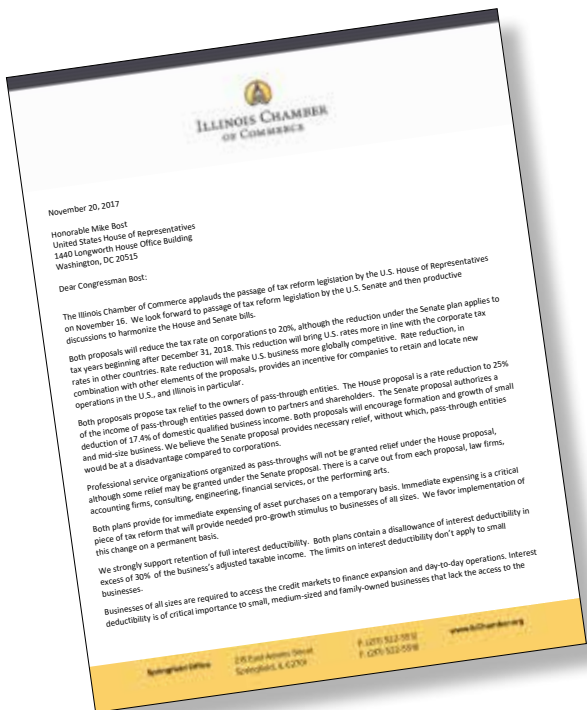 ILLINOIS CHAMBER
OF COMMERCE
November 20, 2017
Honorable Mike Bost
United States House of Representatives
1440 Longworth House Office Building
Washington, DC 20515
Dear Congressman Bost:
The Illinois Chamber of Commerce applauds the passage of tax reform legislation by the U.S. House of Representatives
on November 16. We look forward to passage of tax reform legislation by the U.S. Senate and then productive
discussions to harmonize the House and Senate bills.
Both proposals will reduce the tax rate on corporations to 20%, although the reduction under the Senate plan applies to
tax years beginning after December 31, 2018. This reduction will bring U.S. rates more in line with the corporate tax
rates in other countries. Rate reduction will make U.S. business more globally competitive. Rate reduction, in
combination with other elements of the proposals, provides an incentive for companies to retain and locate new
operations in the U.S., and Illinois in particular.
Both proposals propose tax relief to the owners of pass-through entities. The House proposal is a rate reduction to 25%
of the income of pass-through entities passed down to partners and shareholders. The Senate proposal authorizes a
deduction of 17.4% of domestic qualified business income. Both proposals will encourage formation and growth of small
and mid-size business. We believe the Senate proposal provides necessary relief, without which, pass-through entities
would be at a disadvantage compared to corporations.
Professional service organizations organized as pass-throughs will not be granted relief under the House proposal,
although some relief may be granted under the Senate proposal. There is a carve out from each proposal, law firms,
accounting firms, consulting, engineering, financial services, or the performing arts.
Both plans provide for immediate expensing of asset purchases on a temporary basis. Immediate expensing is a critical
piece of tax reform that will provide needed pro-growth stimulus to businesses of all sizes. We favor implementation of
this change on a permanent basis.
We strongly support retention of full interest deductibility. Both plans contain a disallowance of interest deductibility in
excess of 30% of the business's adjusted taxable income. The limits on interest deductibility don't apply to small
businesses.
Businesses of all sizes are required to access the credit markets to finance expansion and day-to-day operations. Interest
deductibility is of critical importance to small, medium-sized and family-owned businesses that lack the access to the
Springfield Office
215 East Adams Street
Springfield, IL 62701
P: (217) 522-5512
F: (217) 522-5518
www.ilchamber.org